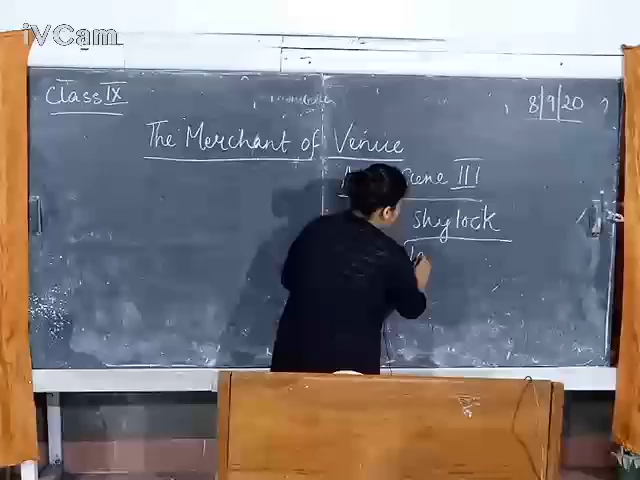 iVCam
Class IX
8/9/20
The Merchant of Venice
Scene III
Shylock